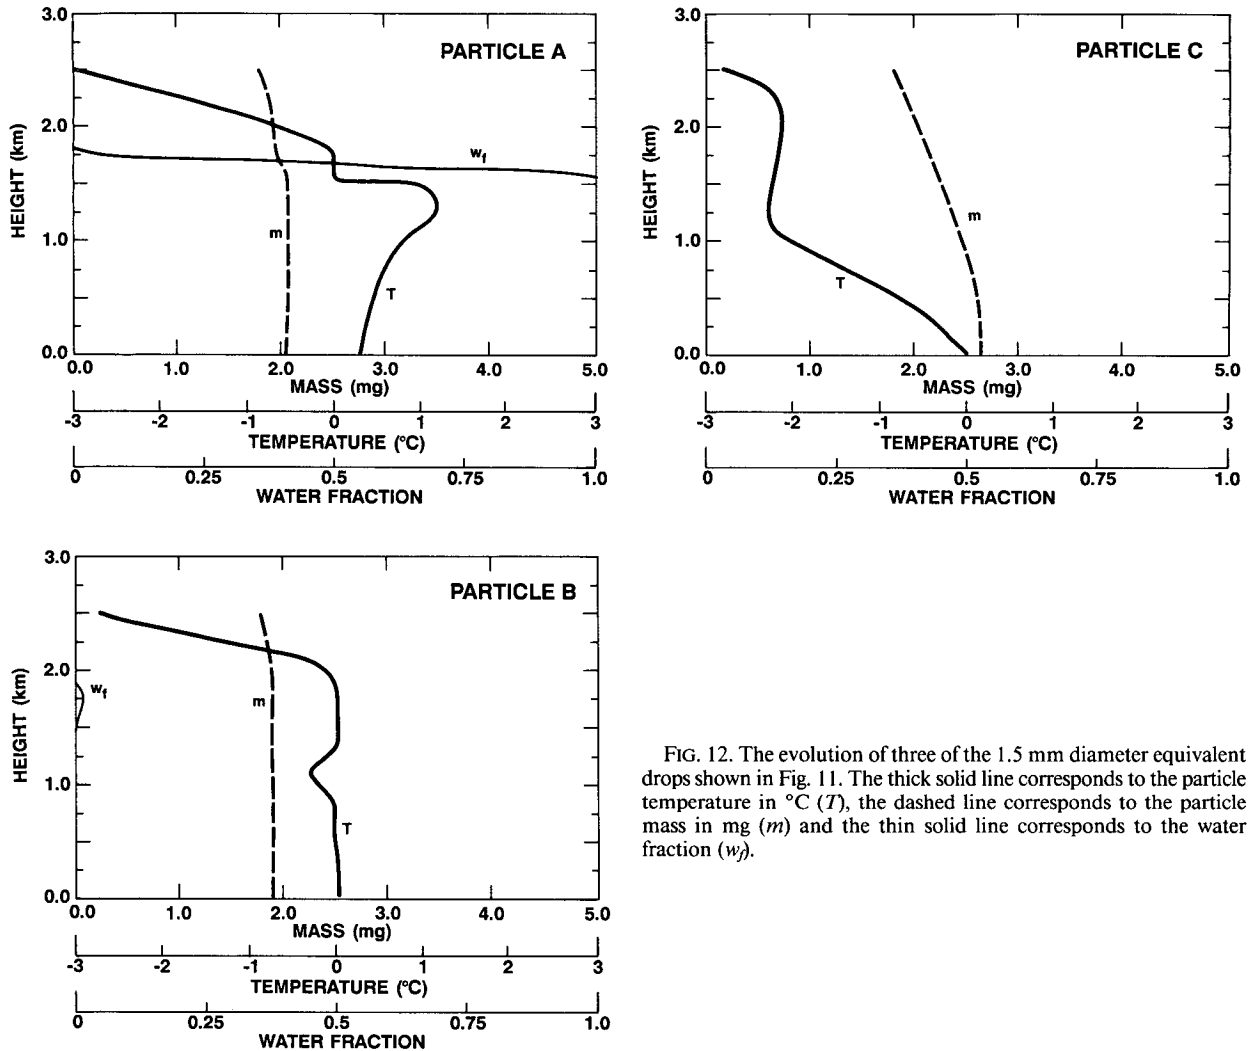 PARTICLE A
3.0
2.0
1.0
0.0
HEIGHT (km)
w_f
m
T
0.0 1.0 2.0 3.0 4.0 5.0
MASS (mg)
-3 -2 -1 0 1 2 3
TEMPERATURE (°C)
0 0.25 0.5 0.75 1.0
WATER FRACTION
PARTICLE C
3.0
2.0
1.0
0.0
HEIGHT (km)
m
T
0.0 1.0 2.0 3.0 4.0 5.0
MASS (mg)
-3 -2 -1 0 1 2 3
TEMPERATURE (°C)
0 0.25 0.5 0.75 1.0
WATER FRACTION
PARTICLE B
3.0
2.0
1.0
0.0
HEIGHT (km)
w_f
m
T
0.0 1.0 2.0 3.0 4.0 5.0
MASS (mg)
-3 -2 -1 0 1 2 3
TEMPERATURE (°C)
0 0.25 0.5 0.75 1.0
WATER FRACTION
FIG. 12. The evolution of three of the 1.5 mm diameter equivalent
drops shown in Fig. 11. The thick solid line corresponds to the particle
temperature in °C (T), the dashed line corresponds to the particle
mass in mg (m) and the thin solid line corresponds to the water
fraction (w_f).